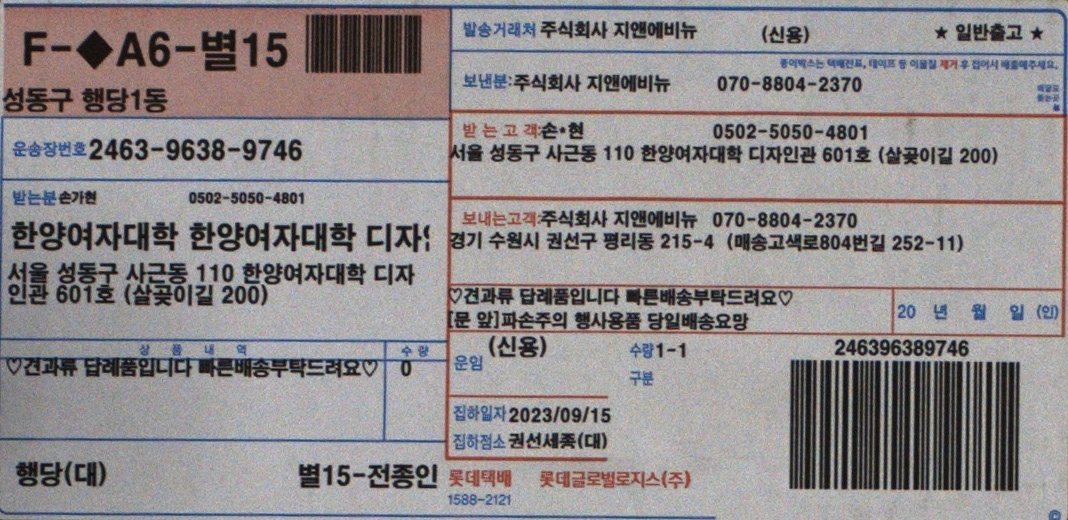 F-◆A6-별15
성동구 행당1동
운송장번호 2463-9638-9746
받는분 손가현 0502-5050-4801
한양여자대학 한양여자대학 디자
서울 성동구 사근동 110 한양여자대학 디자
인관 601호 (살곶이길 200)
상 품 내 역 수 량
♡견과류 답례품입니다 빠른배송부탁드려요♡ 0
행당(대) 별15-전종인
발송거래처 주식회사 지앤에비뉴 (신용) ★ 일반출고 ★
종이박스는 택배전표, 테이프 등 이물질 제거 후 접어서 배출해주세요.
보낸분:주식회사 지앤에비뉴 070-8804-2370
받 는 고 객:손*현 0502-5050-4801
서울 성동구 사근동 110 한양여자대학 디자인관 601호 (살곶이길 200)
보내는고객:주식회사 지앤에비뉴 070-8804-2370
경기 수원시 권선구 평리동 215-4 (매송고색로804번길 252-11)
♡견과류 답례품입니다 빠른배송부탁드려요♡
[문 앞]파손주의 행사용품 당일배송요망
20 년 월 일 (인)
운임 (신용) 수량 1-1
구분
246396389746
집하일자 2023/09/15
집하점소 권선세종(대)
롯데택배 롯데글로벌로지스(주)
1588-2121